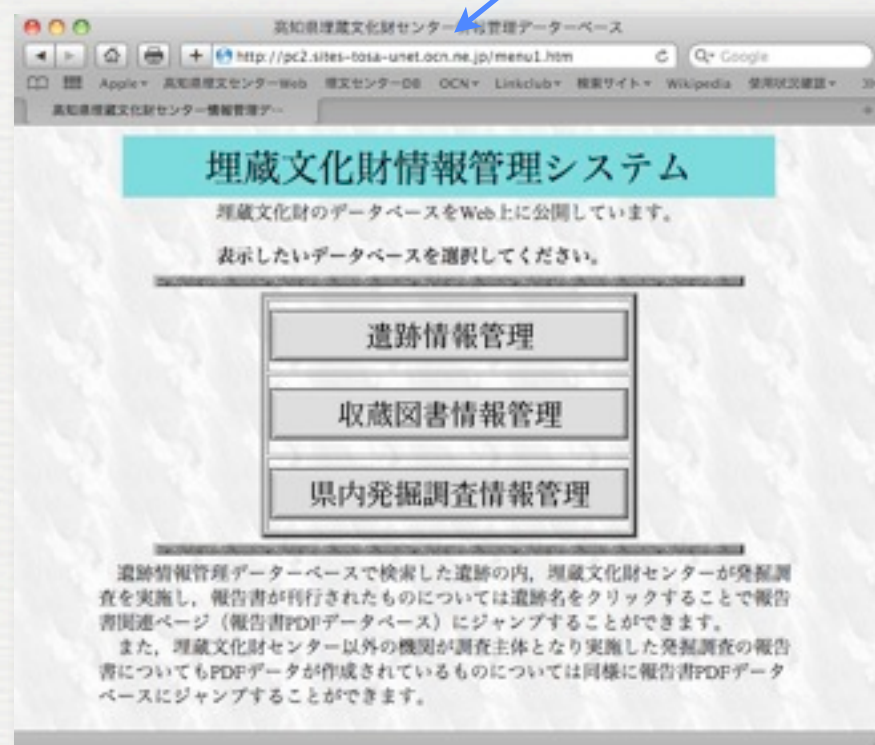 高知県埋蔵文化財センター情報管理データーベース
http://pc2.sites-tosa-unet.ocn.ne.jp/menu1.htm
Google
Apple 高知県埋文センターWeb 埋文センターDB OCN Linkclub 検索サイト Wikipedia 使用状況確認
高知県埋蔵文化財センター情報管理デー…
埋蔵文化財情報管理システム
埋蔵文化財のデータベースをWeb上に公開しています。
表示したいデータベースを選択してください。
遺跡情報管理
収蔵図書情報管理
県内発掘調査情報管理
遺跡情報管理データーベースで検索した遺跡の内，埋蔵文化財センターが発掘調
査を実施し，報告書が刊行されたものについては遺跡名をクリックすることで報告
書関連ページ（報告書PDFデータベース）にジャンプすることができます。
また，埋蔵文化財センター以外の機関が調査主体となり実施した発掘調査の報告
書についてもPDFデータが作成されているものについては同様に報告書PDFデータ
ベースにジャンプすることができます。